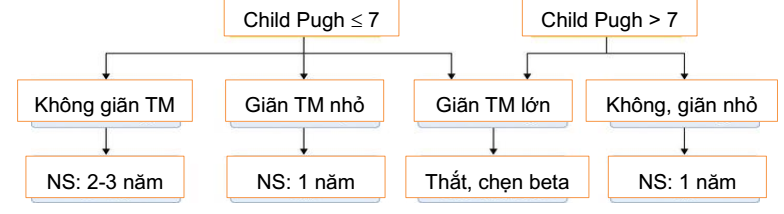 Child Pugh ≤ 7
Child Pugh > 7
Không giãn TM
Giãn TM nhỏ
Giãn TM lớn
Không, giãn nhỏ
NS: 2-3 năm
NS: 1 năm
Thắt, chẹn beta
NS: 1 năm